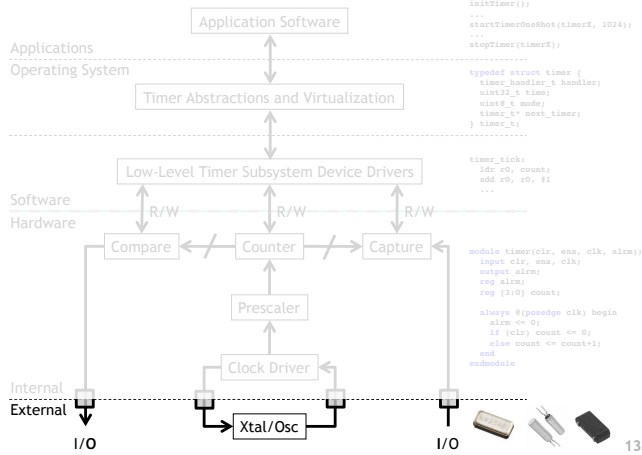 initTimer();
...
startTimerOneShot(timerX, 1024);
...
stopTimer(timerX);
Application Software
Applications
Operating System
typedef struct timer {
timer_handler_t handler;
uint32_t time;
uint8_t mode;
timer_t* next_timer;
} timer_t;
Timer Abstractions and Virtualization
timer_tick:
ldr r0, count;
add r0, r0, #1
...
Low-Level Timer Subsystem Device Drivers
Software
R/W
R/W
R/W
Hardware
Compare
Counter
Capture
module timer(clr, ena, clk, alrm);
input clr, ena, clk;
output alrm;
reg alrm;
reg [3:0] count;
always @(posedge clk) begin
alrm <= 0;
if (clr) count <= 0;
else count <= count+1;
end
endmodule
Prescaler
Clock Driver
Internal
External
Xtal/Osc
I/O
I/O
13